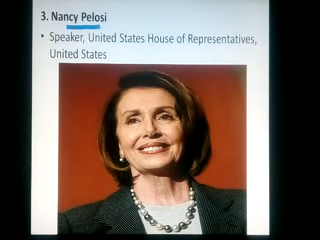 3. Nancy Pelosi
• Speaker, United States House of Representatives,
United States